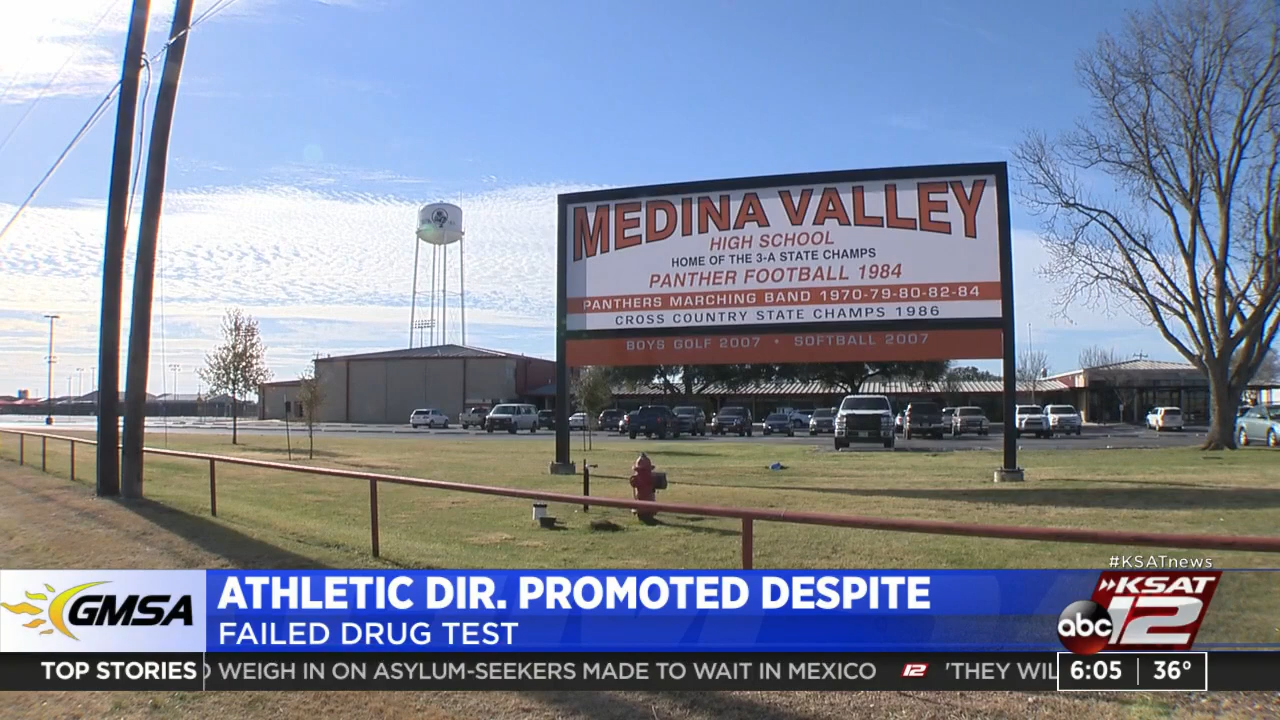 MEDINA VALLEY
HIGH SCHOOL
HOME OF THE 3-A STATE CHAMPS
PANTHER FOOTBALL 1984
PANTHERS MARCHING BAND 1970-79-80-82-84
CROSS COUNTRY STATE CHAMPS 1986
BOYS GOLF 2007 • SOFTBALL 2007
#KSATnews
GMSA
ATHLETIC DIR. PROMOTED DESPITE
FAILED DRUG TEST
KSAT
abc 12
TOP STORIES WEIGH IN ON ASYLUM-SEEKERS MADE TO WAIT IN MEXICO 12 'THEY 6:05 36°